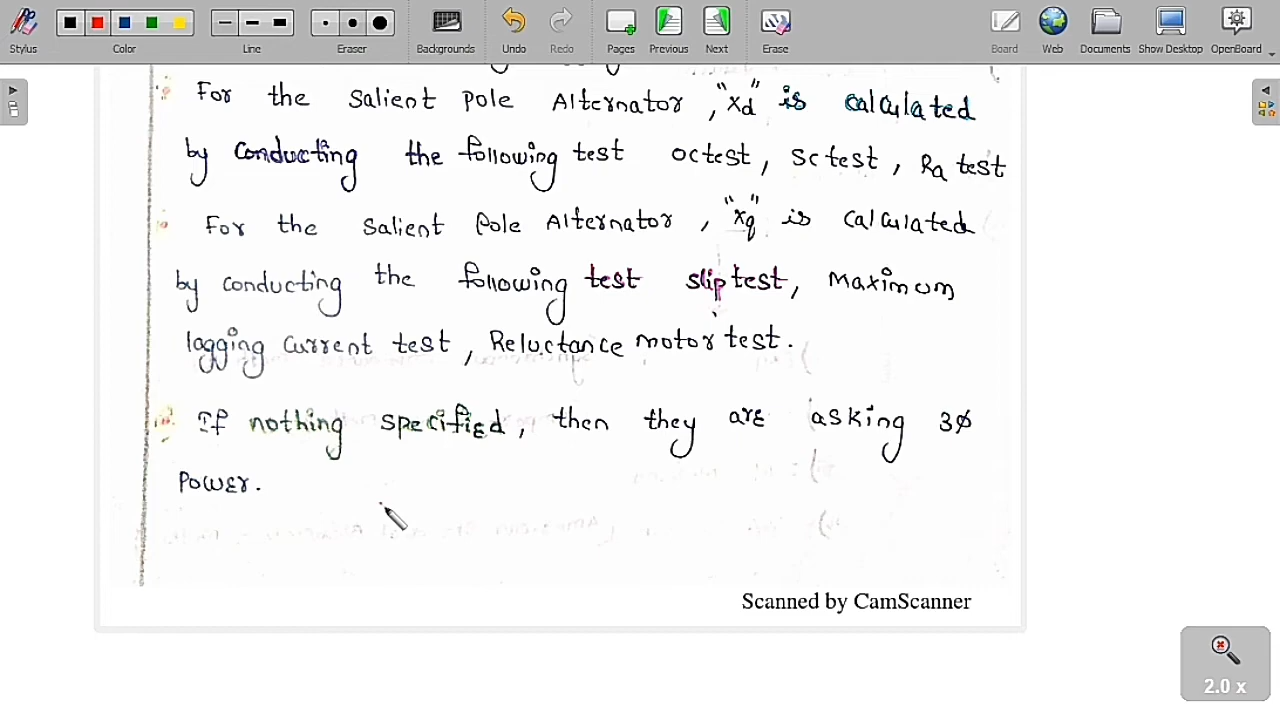 Stylus
Color
Line
Eraser
Backgrounds
Undo
Redo
Pages
Previous
Next
Erase
Board
Web
Documents
Show Desktop
OpenBoard
For the Salient pole Alternator, "Xd" is calculated
by conducting the following test octest, sctest, Ra test
For the Salient Pole Alternator, "Xq" is calculated
by conducting the following test slip test, Maximum
lagging current test, Reluctance motor test.
If nothing specified, then they are asking 3ϕ
Power.
Scanned by CamScanner
2.0 x